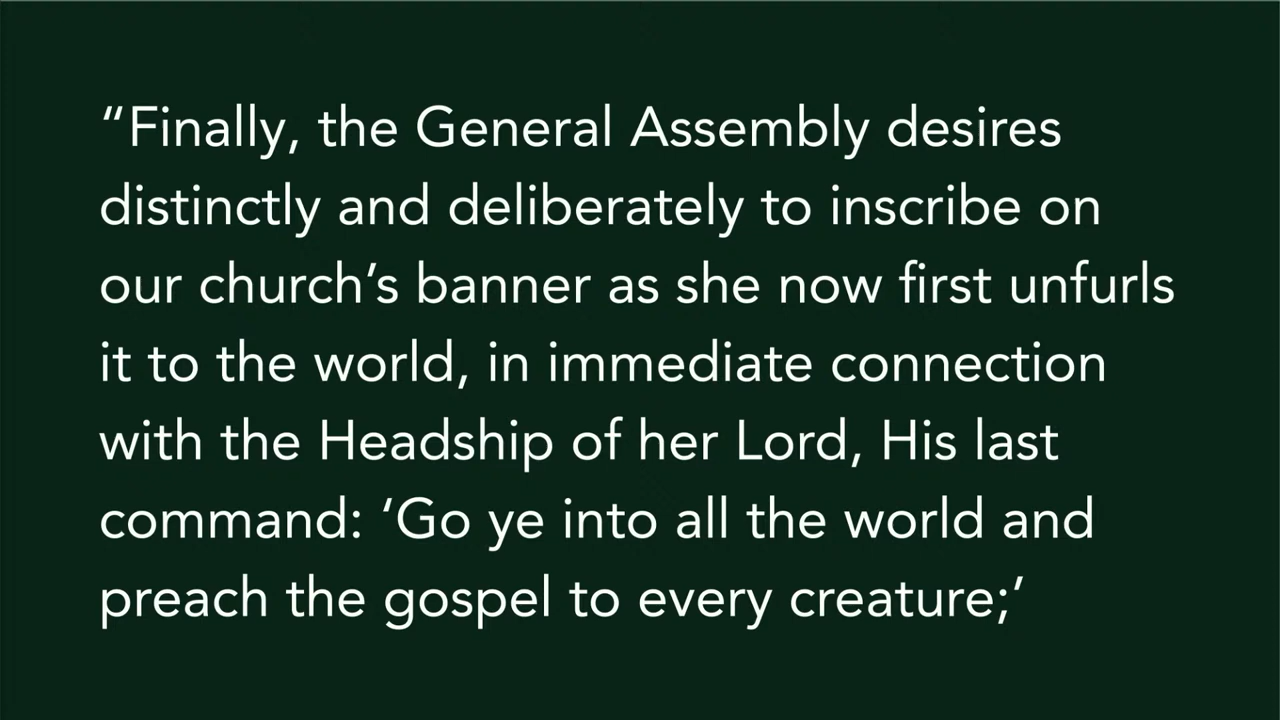 “Finally, the General Assembly desires
distinctly and deliberately to inscribe on
our church’s banner as she now first unfurls
it to the world, in immediate connection
with the Headship of her Lord, His last
command: ‘Go ye into all the world and
preach the gospel to every creature;’